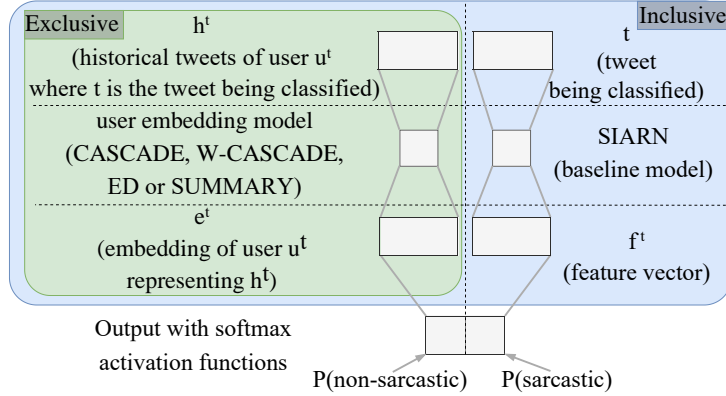 Exclusive
Inclusive
h^t
(historical tweets of user u^t
where t is the tweet being classified)
t
(tweet
being classified)
user embedding model
(CASCADE, W-CASCADE,
ED or SUMMARY)
SIARN
(baseline model)
e^t
(embedding of user u^t
representing h^t)
f^t
(feature vector)
Output with softmax
activation functions
P(non-sarcastic)
P(sarcastic)